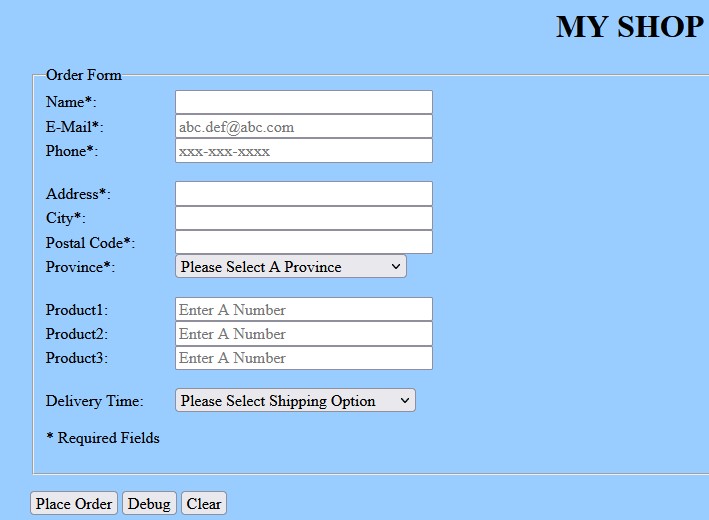 MY SHOP
Order Form
Name*:
E-Mail*: abc.def@abc.com
Phone*: xxx-xxx-xxxx
Address*:
City*:
Postal Code*:
Province*: Please Select A Province
Product1: Enter A Number
Product2: Enter A Number
Product3: Enter A Number
Delivery Time: Please Select Shipping Option
* Required Fields
Place Order Debug Clear